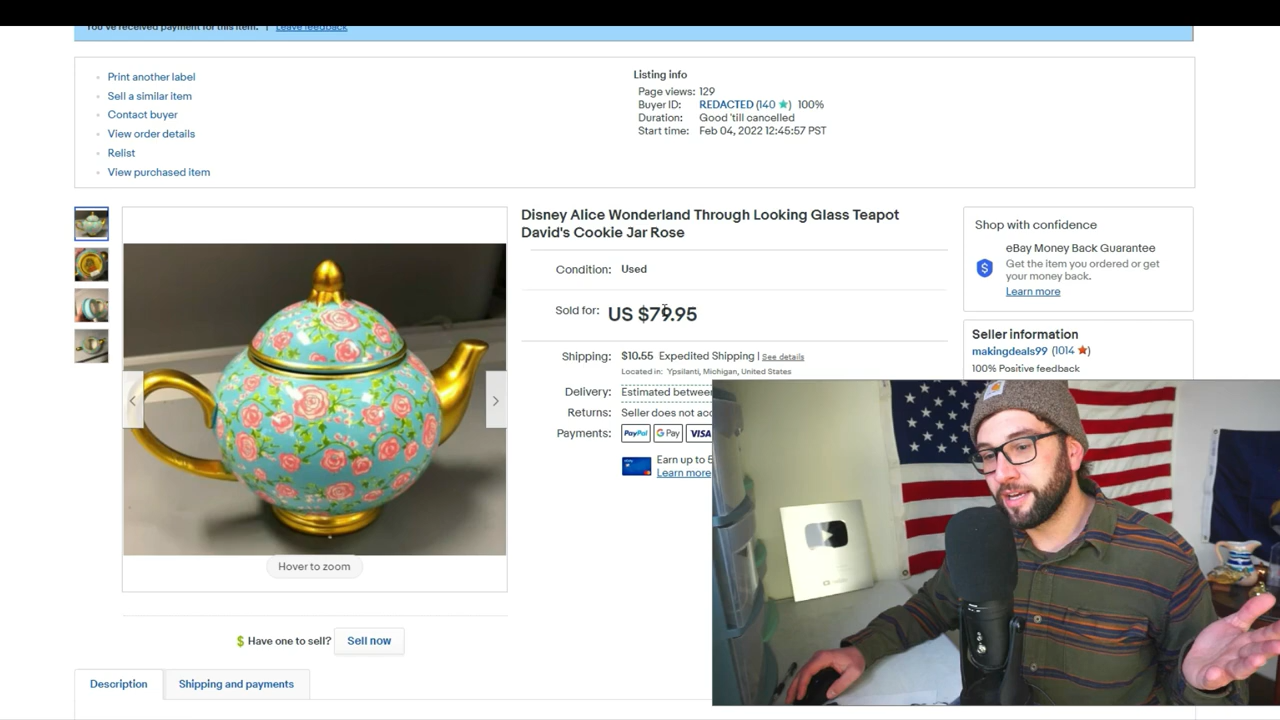 You've received payment for this item. | Leave feedback
Print another label
Sell a similar item
Contact buyer
View order details
Relist
View purchased item
Listing info
Page views: 129
Buyer ID: REDACTED (140 ) 100%
Duration: Good 'till cancelled
Start time: Feb 04, 2022 12:45:57 PST
Disney Alice Wonderland Through Looking Glass Teapot
David's Cookie Jar Rose
Condition: Used
Sold for: US $79.95
Shipping: $10.55 Expedited Shipping | See details
Located in: Ypsilanti, Michigan, United States
Delivery: Estimated between
Returns: Seller does not acc
Payments: PayPal G Pay VISA
Earn up to 5
Learn more
Shop with confidence
eBay Money Back Guarantee
Get the item you ordered or get
your money back.
Learn more
Seller information
makingdeals99 (1014 )
100% Positive feedback
Hover to zoom
$ Have one to sell? Sell now
Description
Shipping and payments